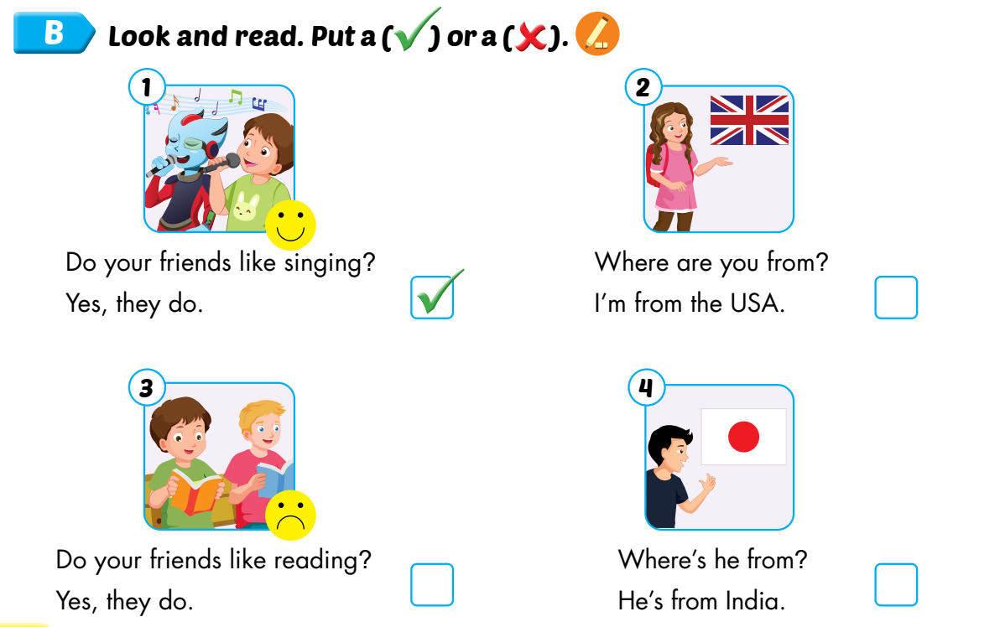 B Look and read. Put a (✓) or a (✗).
1
Do your friends like singing?
Yes, they do.
2
Where are you from?
I'm from the USA.
3
Do your friends like reading?
Yes, they do.
4
Where's he from?
He's from India.